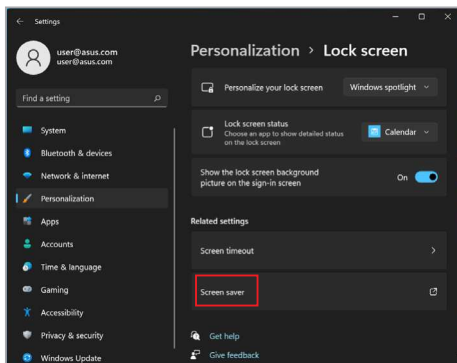 Settings
user@asus.com
user@asus.com
Find a setting
System
Bluetooth & devices
Network & internet
Personalization
Apps
Accounts
Time & language
Gaming
Accessibility
Privacy & security
Windows Update
Personalization > Lock screen
Personalize your lock screen
Windows spotlight
Lock screen status
Choose an app to show detailed status
on the lock screen
Calendar
Show the lock screen background
picture on the sign-in screen
On
Related settings
Screen timeout
Screen saver
Get help
Give feedback